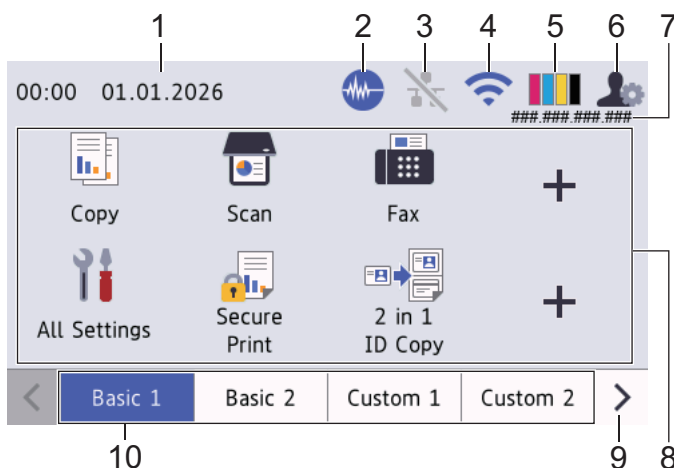 1 2 3 4 5 6 7
00:00 01.01.2026
###.###.###.###
Copy Scan Fax +
All Settings Secure Print 2 in 1 ID Copy +
< Basic 1 Basic 2 Custom 1 Custom 2 >
10 9 8